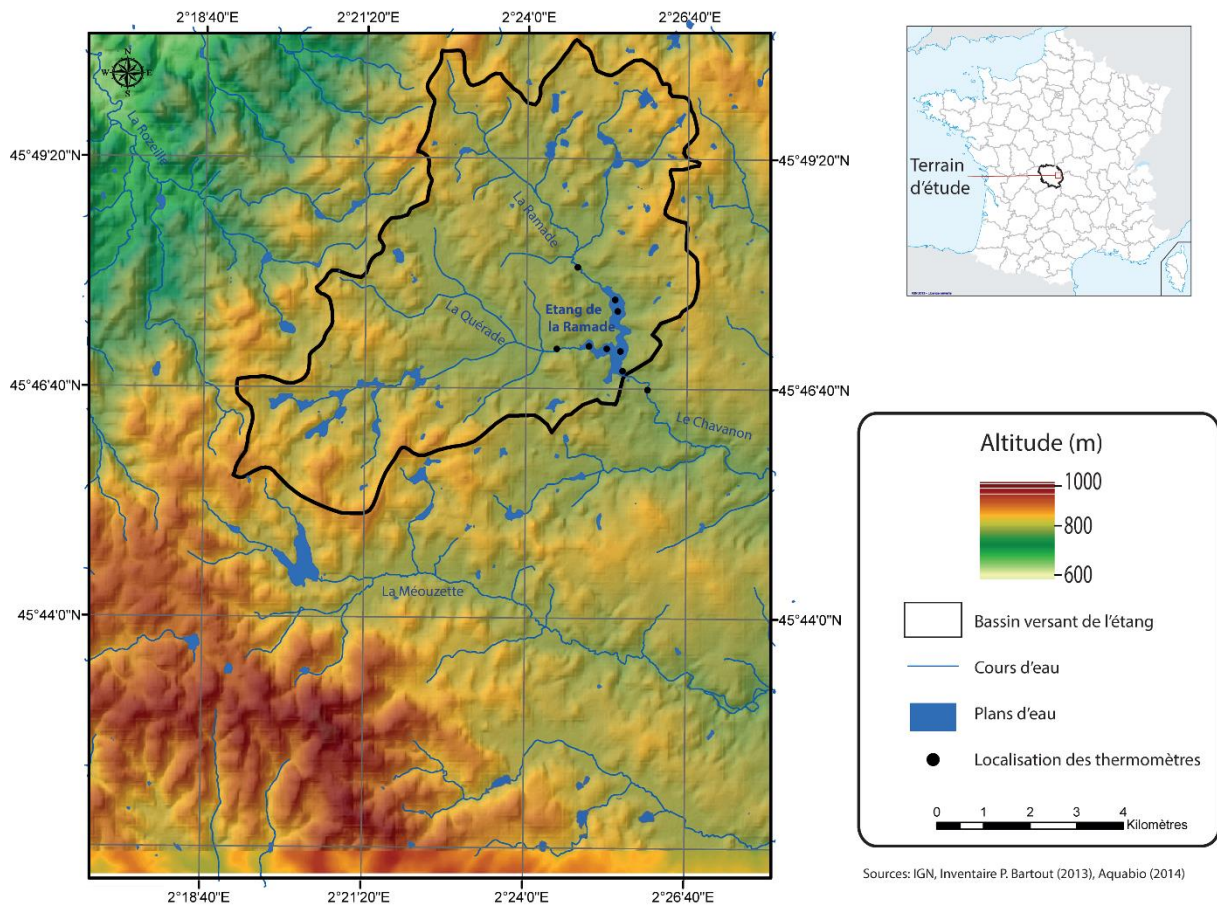 2°18'40"E 2°21'20"E 2°24'0"E 2°26'40"E
N
W E
S
La Rozeille
45°49'20"N 45°49'20"N
La Ramade
Etang de
la Ramade
La Quérade
45°46'40"N 45°46'40"N
Le Chavanon
La Méouzette
45°44'0"N 45°44'0"N
2°18'40"E 2°21'20"E 2°24'0"E 2°26'40"E
Terrain
d'étude
Altitude (m)
1000
800
600
Bassin versant de l'étang
Cours d'eau
Plans d'eau
Localisation des thermomètres
0 1 2 3 4
Kilomètres
Sources: IGN, Inventaire P. Bartout (2013), Aquabio (2014)